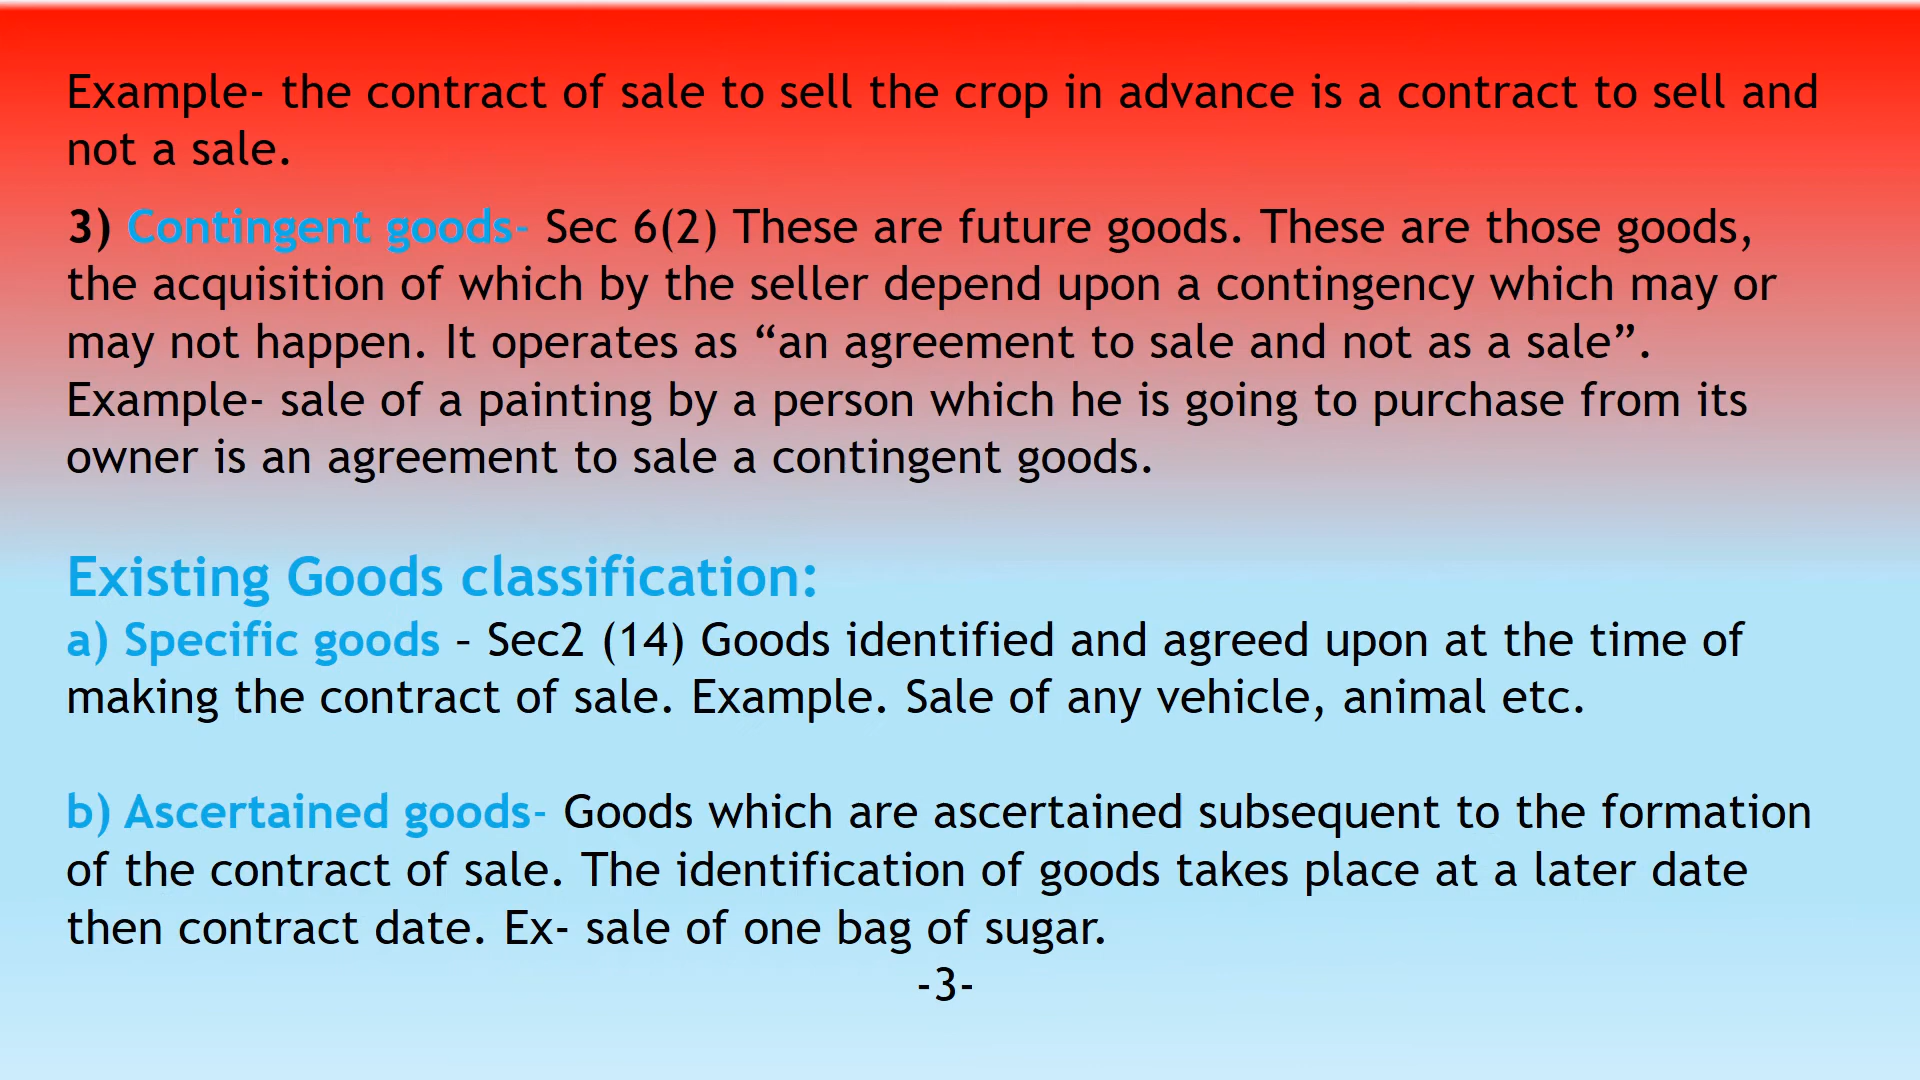 Example- the contract of sale to sell the crop in advance is a contract to sell and
not a sale.
3) Contingent goods- Sec 6(2) These are future goods. These are those goods,
the acquisition of which by the seller depend upon a contingency which may or
may not happen. It operates as “an agreement to sale and not as a sale”.
Example- sale of a painting by a person which he is going to purchase from its
owner is an agreement to sale a contingent goods.
Existing Goods classification:
a) Specific goods – Sec2 (14) Goods identified and agreed upon at the time of
making the contract of sale. Example. Sale of any vehicle, animal etc.
b) Ascertained goods- Goods which are ascertained subsequent to the formation
of the contract of sale. The identification of goods takes place at a later date
then contract date. Ex- sale of one bag of sugar.
-3-